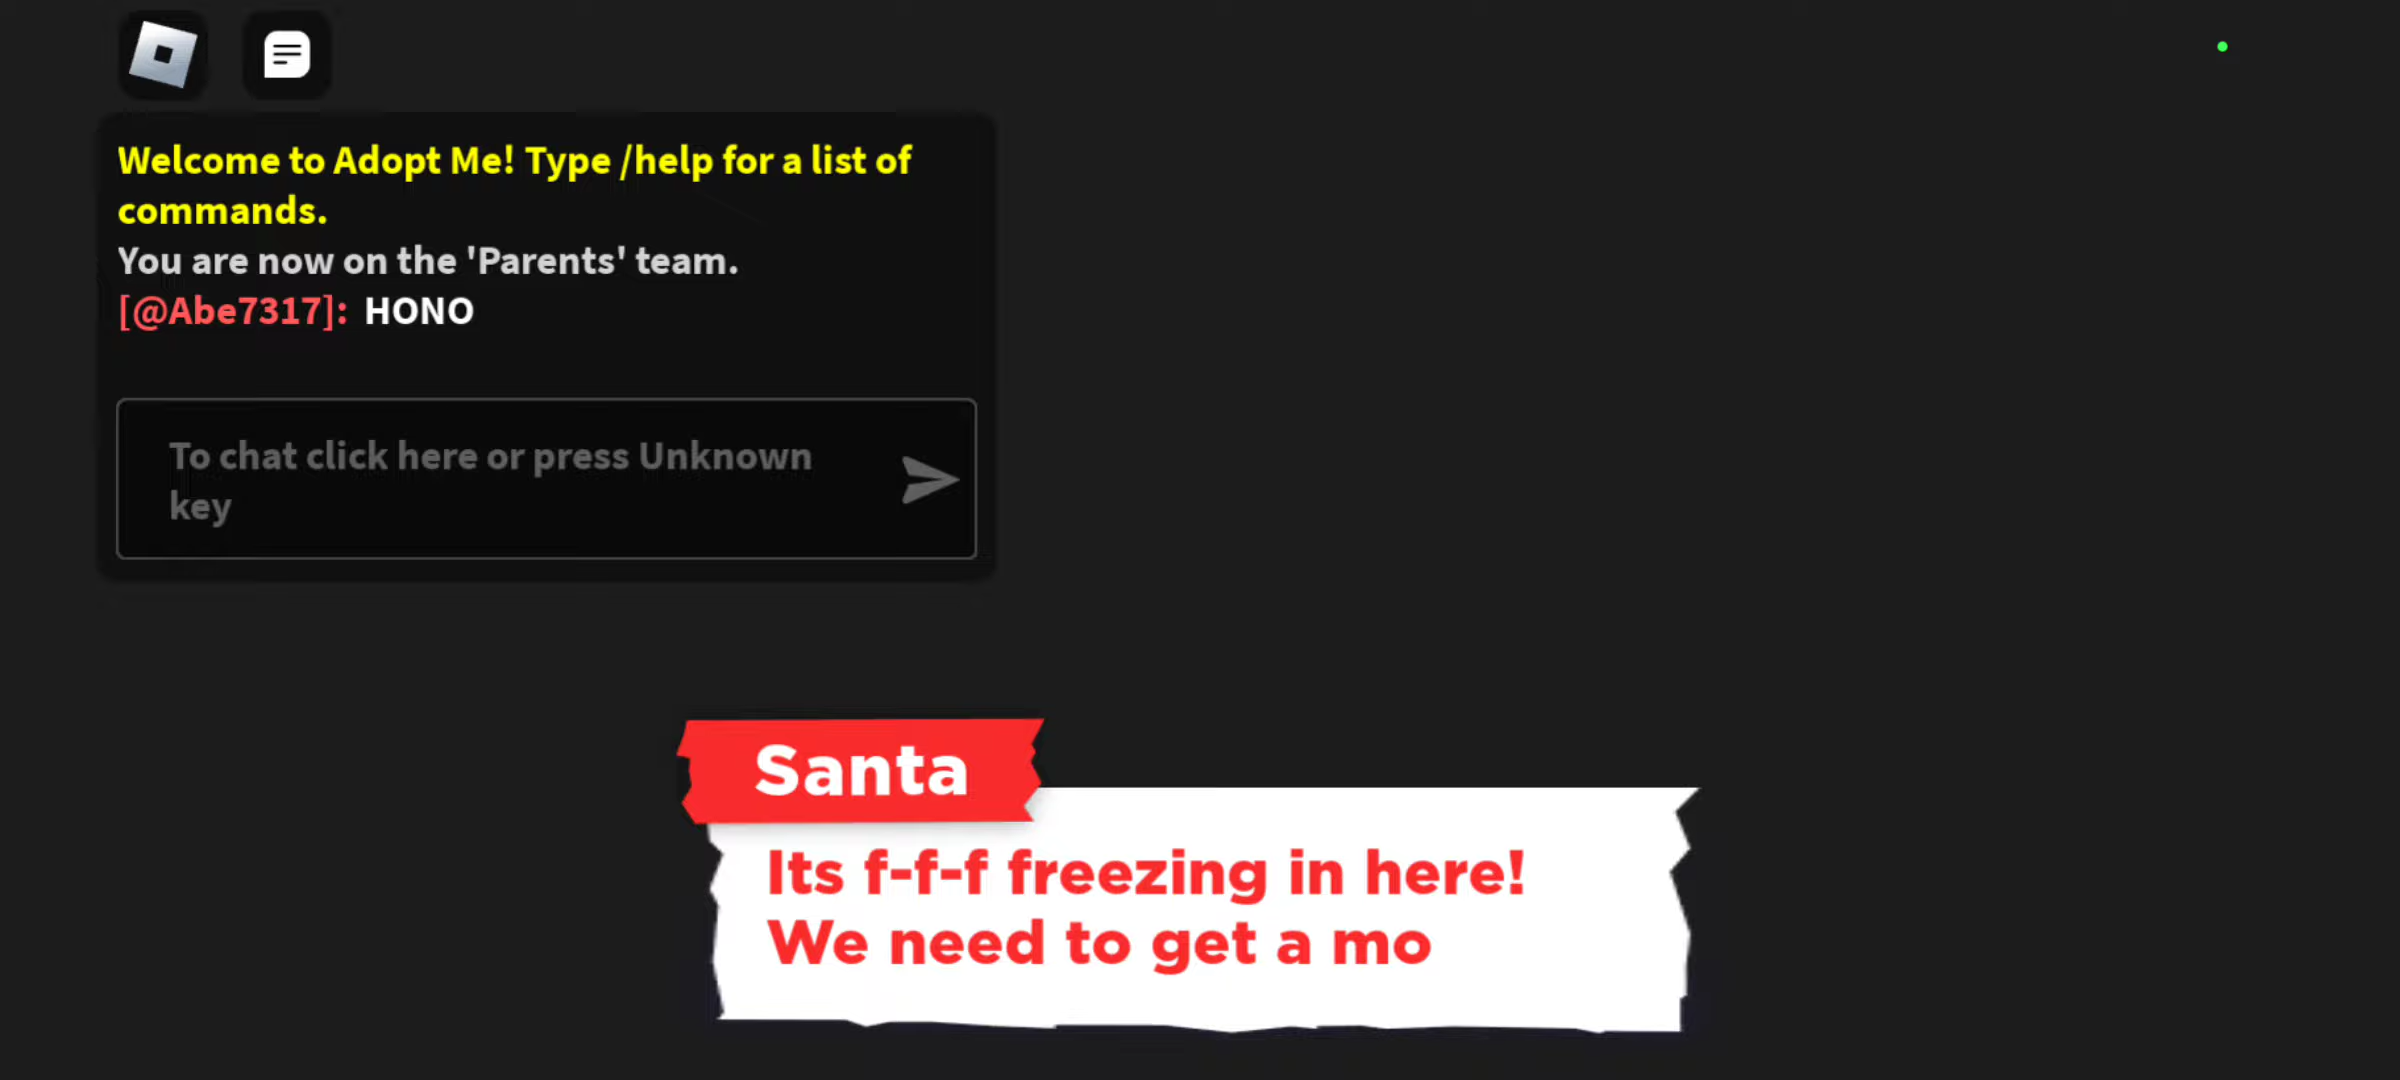 Welcome to Adopt Me! Type /help for a list of
commands.
You are now on the 'Parents' team.
[@Abe7317]: HONO
To chat click here or press Unknown
key
Santa
Its f-f-f freezing in here!
We need to get a mo